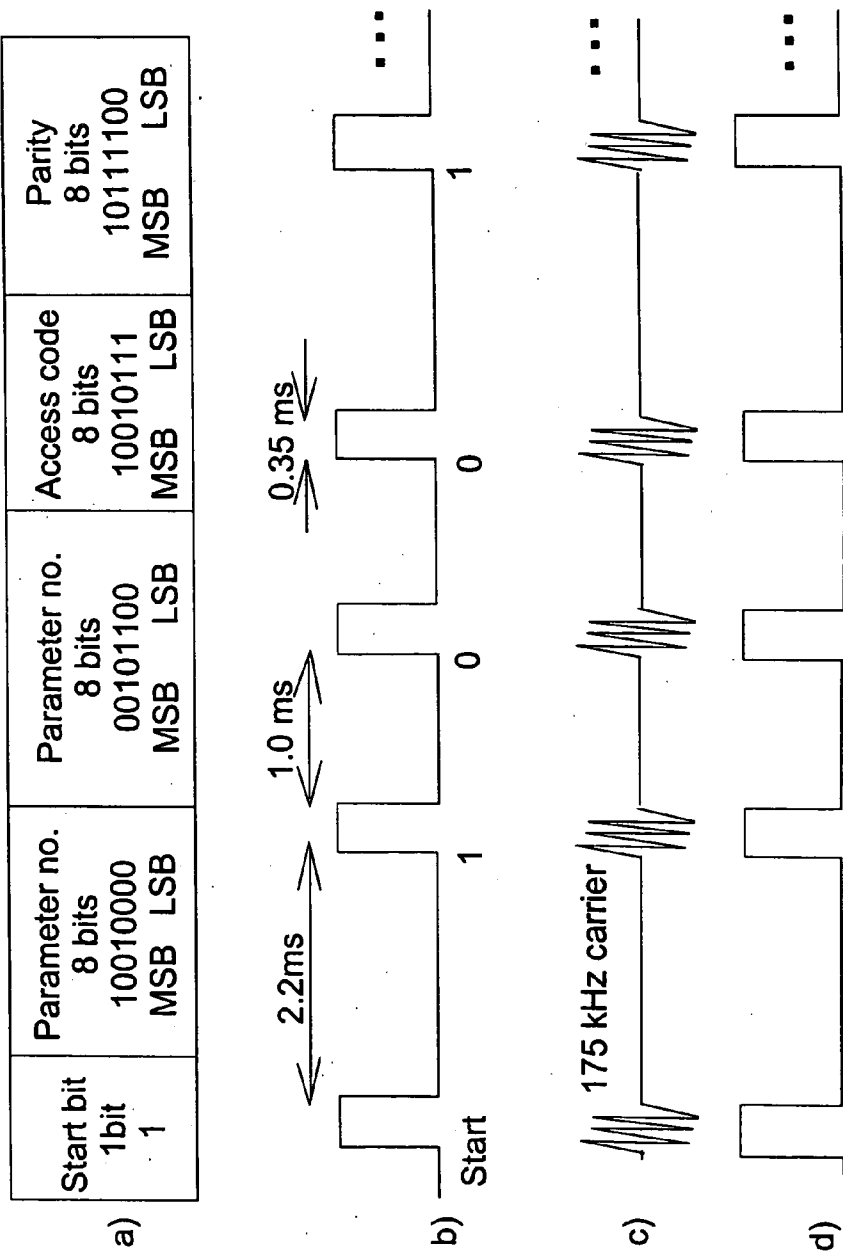 a)
Start bit
1bit
1
Parameter no.
8 bits
10010000
MSB LSB
Parameter no.
8 bits
00101100
MSB LSB
Access code
8 bits
10010111
MSB LSB
Parity
8 bits
10111100
MSB LSB
b)
2.2ms
1.0 ms
0.35 ms
Start
1
0
0
1
c)
175 kHz carrier
d)